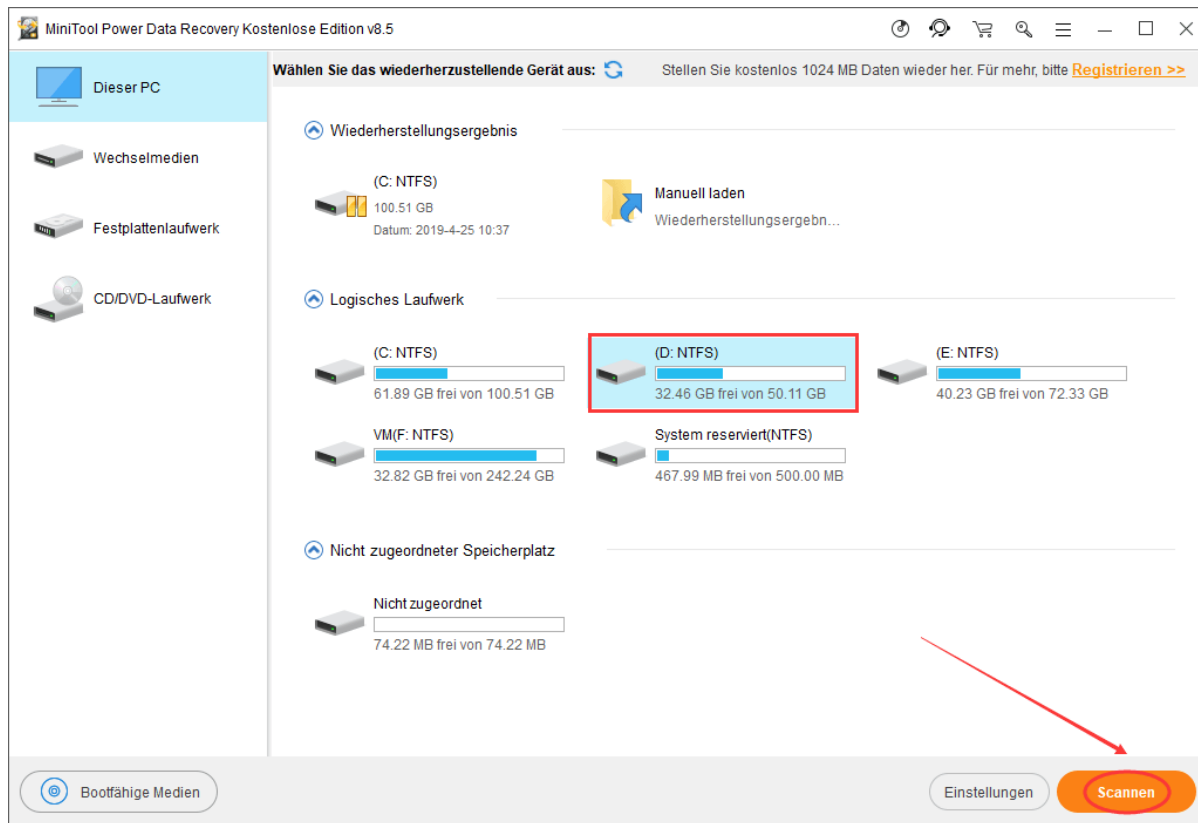 MiniTool Power Data Recovery Kostenlose Edition v8.5
Dieser PC
Wechselmedien
Festplattenlaufwerk
CD/DVD-Laufwerk
Wählen Sie das wiederherzustellende Gerät aus:
Stellen Sie kostenlos 1024 MB Daten wieder her. Für mehr, bitte Registrieren >>
Wiederherstellungsergebnis
(C: NTFS)
100.51 GB
Datum: 2019-4-25 10:37
Manuell laden
Wiederherstellungsergebn...
Logisches Laufwerk
(C: NTFS)
61.89 GB frei von 100.51 GB
(D: NTFS)
32.46 GB frei von 50.11 GB
(E: NTFS)
40.23 GB frei von 72.33 GB
VM(F: NTFS)
32.82 GB frei von 242.24 GB
System reserviert(NTFS)
467.99 MB frei von 500.00 MB
Nicht zugeordneter Speicherplatz
Nicht zugeordnet
74.22 MB frei von 74.22 MB
Bootfähige Medien
Einstellungen
Scannen